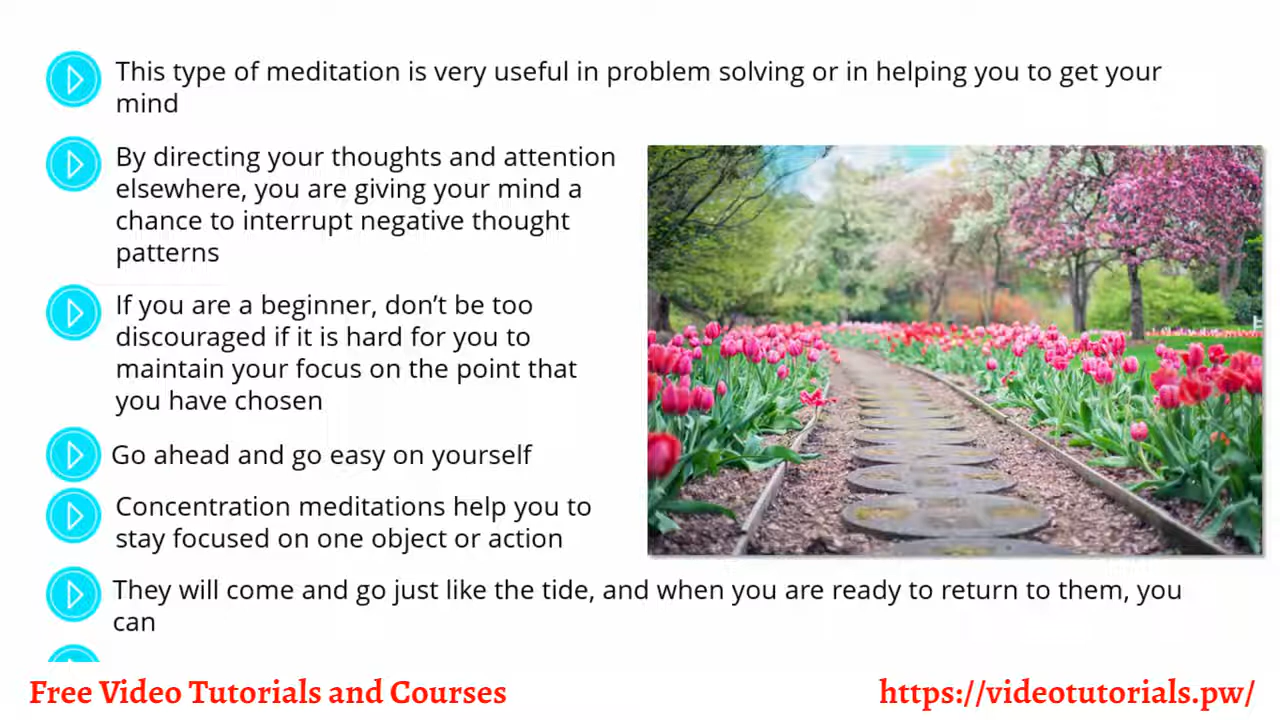 This type of meditation is very useful in problem solving or in helping you to get your
mind
By directing your thoughts and attention
elsewhere, you are giving your mind a
chance to interrupt negative thought
patterns
If you are a beginner, don’t be too
discouraged if it is hard for you to
maintain your focus on the point that
you have chosen
Go ahead and go easy on yourself
Concentration meditations help you to
stay focused on one object or action
They will come and go just like the tide, and when you are ready to return to them, you
can
Free Video Tutorials and Courses
https://videotutorials.pw/